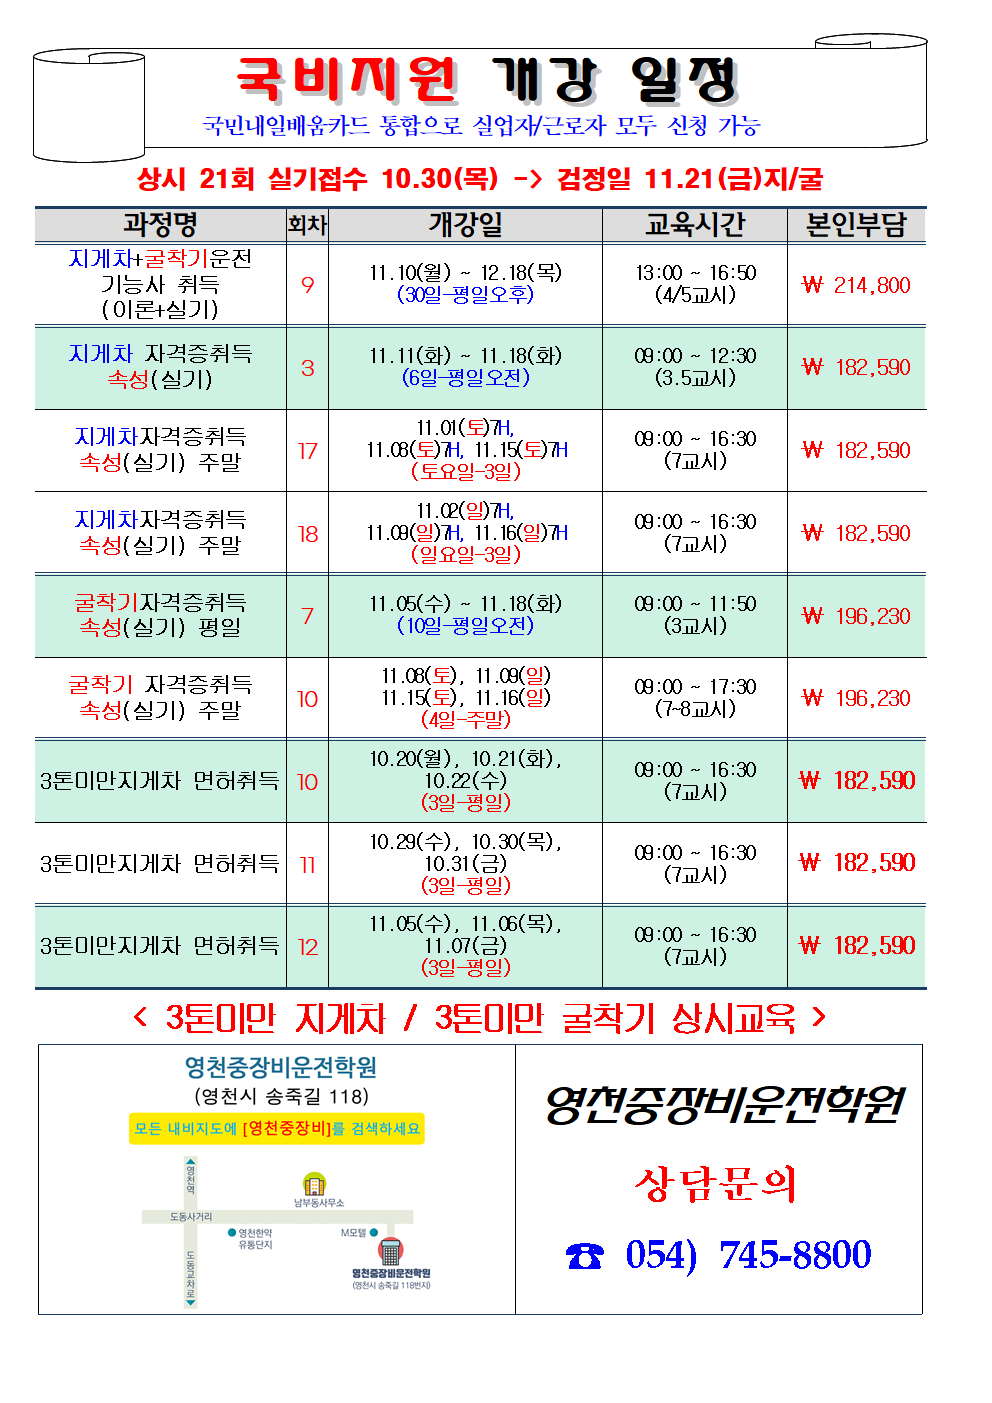 국비지원 개강 일정
국민내일배움카드 통합으로 실업자/근로자 모두 신청 가능
상시 21회 실기접수 10.30(목) -> 검정일 11.21(금)지/굴
과정명 회차 개강일 교육시간 본인부담
지게차+굴착기운전
기능사 취득
(이론+실기)
9
11.10(월) ~ 12.18(목)
(30일-평일오후)
13:00 ~ 16:50
(4/5교시)
₩ 214,800
지게차 자격증취득
속성(실기)
3
11.11(화) ~ 11.18(화)
(6일-평일오전)
09:00 ~ 12:30
(3.5교시)
₩ 182,590
지게차자격증취득
속성(실기) 주말
17
11.01(토)7H,
11.08(토)7H, 11.15(토)7H
(토요일-3일)
09:00 ~ 16:30
(7교시)
₩ 182,590
지게차자격증취득
속성(실기) 주말
18
11.02(일)7H,
11.09(일)7H, 11.16(일)7H
(일요일-3일)
09:00 ~ 16:30
(7교시)
₩ 182,590
굴착기자격증취득
속성(실기) 평일
7
11.05(수) ~ 11.18(화)
(10일-평일오전)
09:00 ~ 11:50
(3교시)
₩ 196,230
굴착기 자격증취득
속성(실기) 주말
10
11.08(토), 11.09(일)
11.15(토), 11.16(일)
(4일-주말)
09:00 ~ 17:30
(7~8교시)
₩ 196,230
3톤미만지게차 면허취득
10
10.20(월), 10.21(화),
10.22(수)
(3일-평일)
09:00 ~ 16:30
(7교시)
₩ 182,590
3톤미만지게차 면허취득
11
10.29(수), 10.30(목),
10.31(금)
(3일-평일)
09:00 ~ 16:30
(7교시)
₩ 182,590
3톤미만지게차 면허취득
12
11.05(수), 11.06(목),
11.07(금)
(3일-평일)
09:00 ~ 16:30
(7교시)
₩ 182,590
< 3톤미만 지게차 / 3톤미만 굴착기 상시교육 >
영천중장비운전학원
(영천시 송죽길 118)
모든 내비지도에 [영천중장비]를 검색하세요
▲영천역
남부동사무소
도동사거리
영천한약
유통단지
M모텔
도동교차로▼
영천중장비운전학원
(영천시 송죽길 118번지)
영천중장비운전학원
상담문의
☎ 054) 745-8800